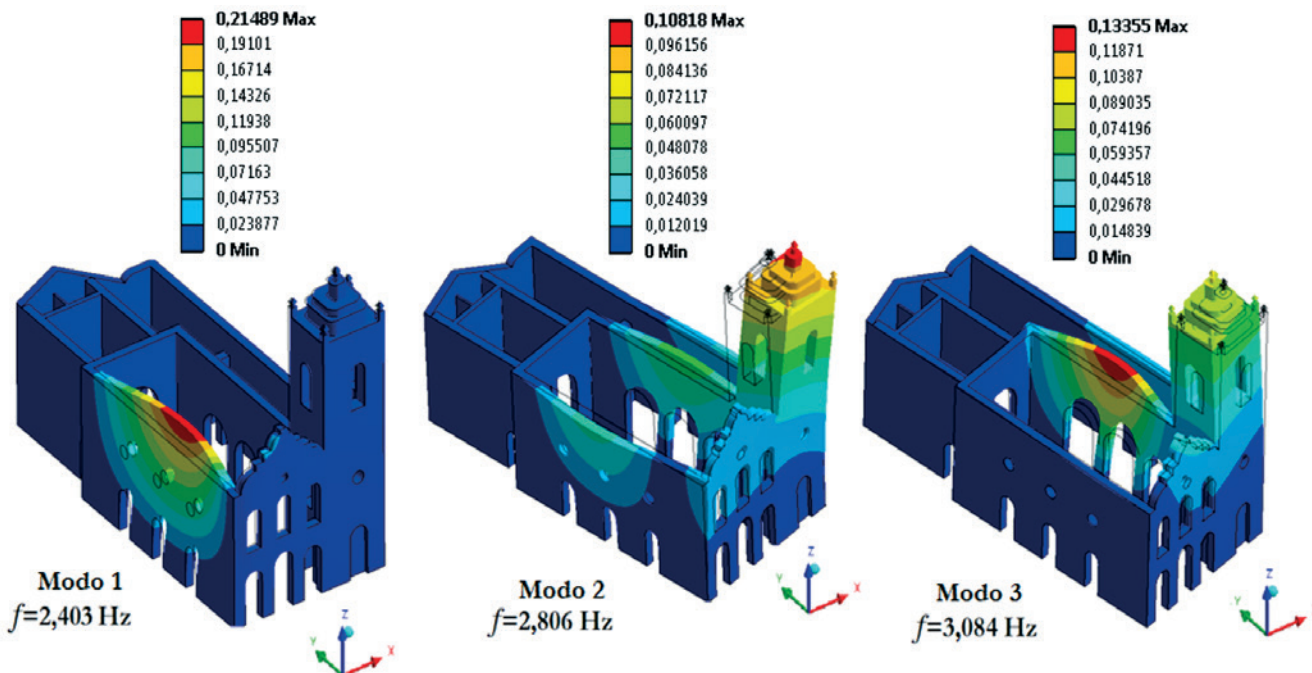 0,21489 Max
0,19101
0,16714
0,14326
0,11938
0,095507
0,07163
0,047753
0,023877
0 Min
0,10818 Max
0,096156
0,084136
0,072117
0,060097
0,048078
0,036058
0,024039
0,012019
0 Min
0,13355 Max
0,11871
0,10387
0,089035
0,074196
0,059357
0,044518
0,029678
0,014839
0 Min
Modo 1
f=2,403 Hz
Z
Y
X
Modo 2
f=2,806 Hz
Z
Y
X
Modo 3
f=3,084 Hz
Z
Y